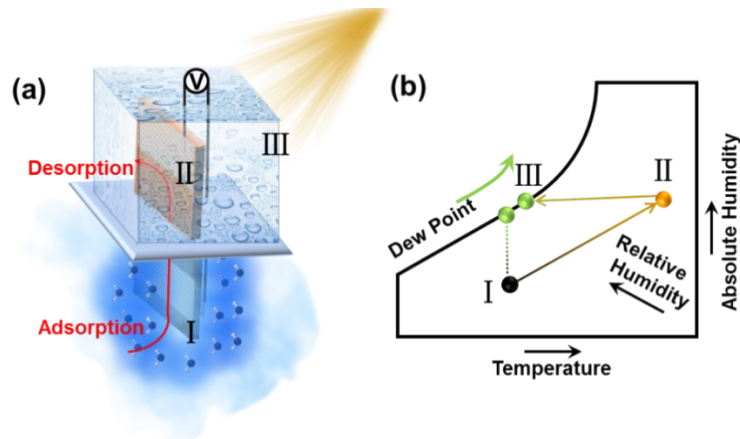 (a)
V
III
Desorption
II
Adsorption
I
(b)
III
II
Dew Point
I
Relative
Humidity
Absolute Humidity
Temperature